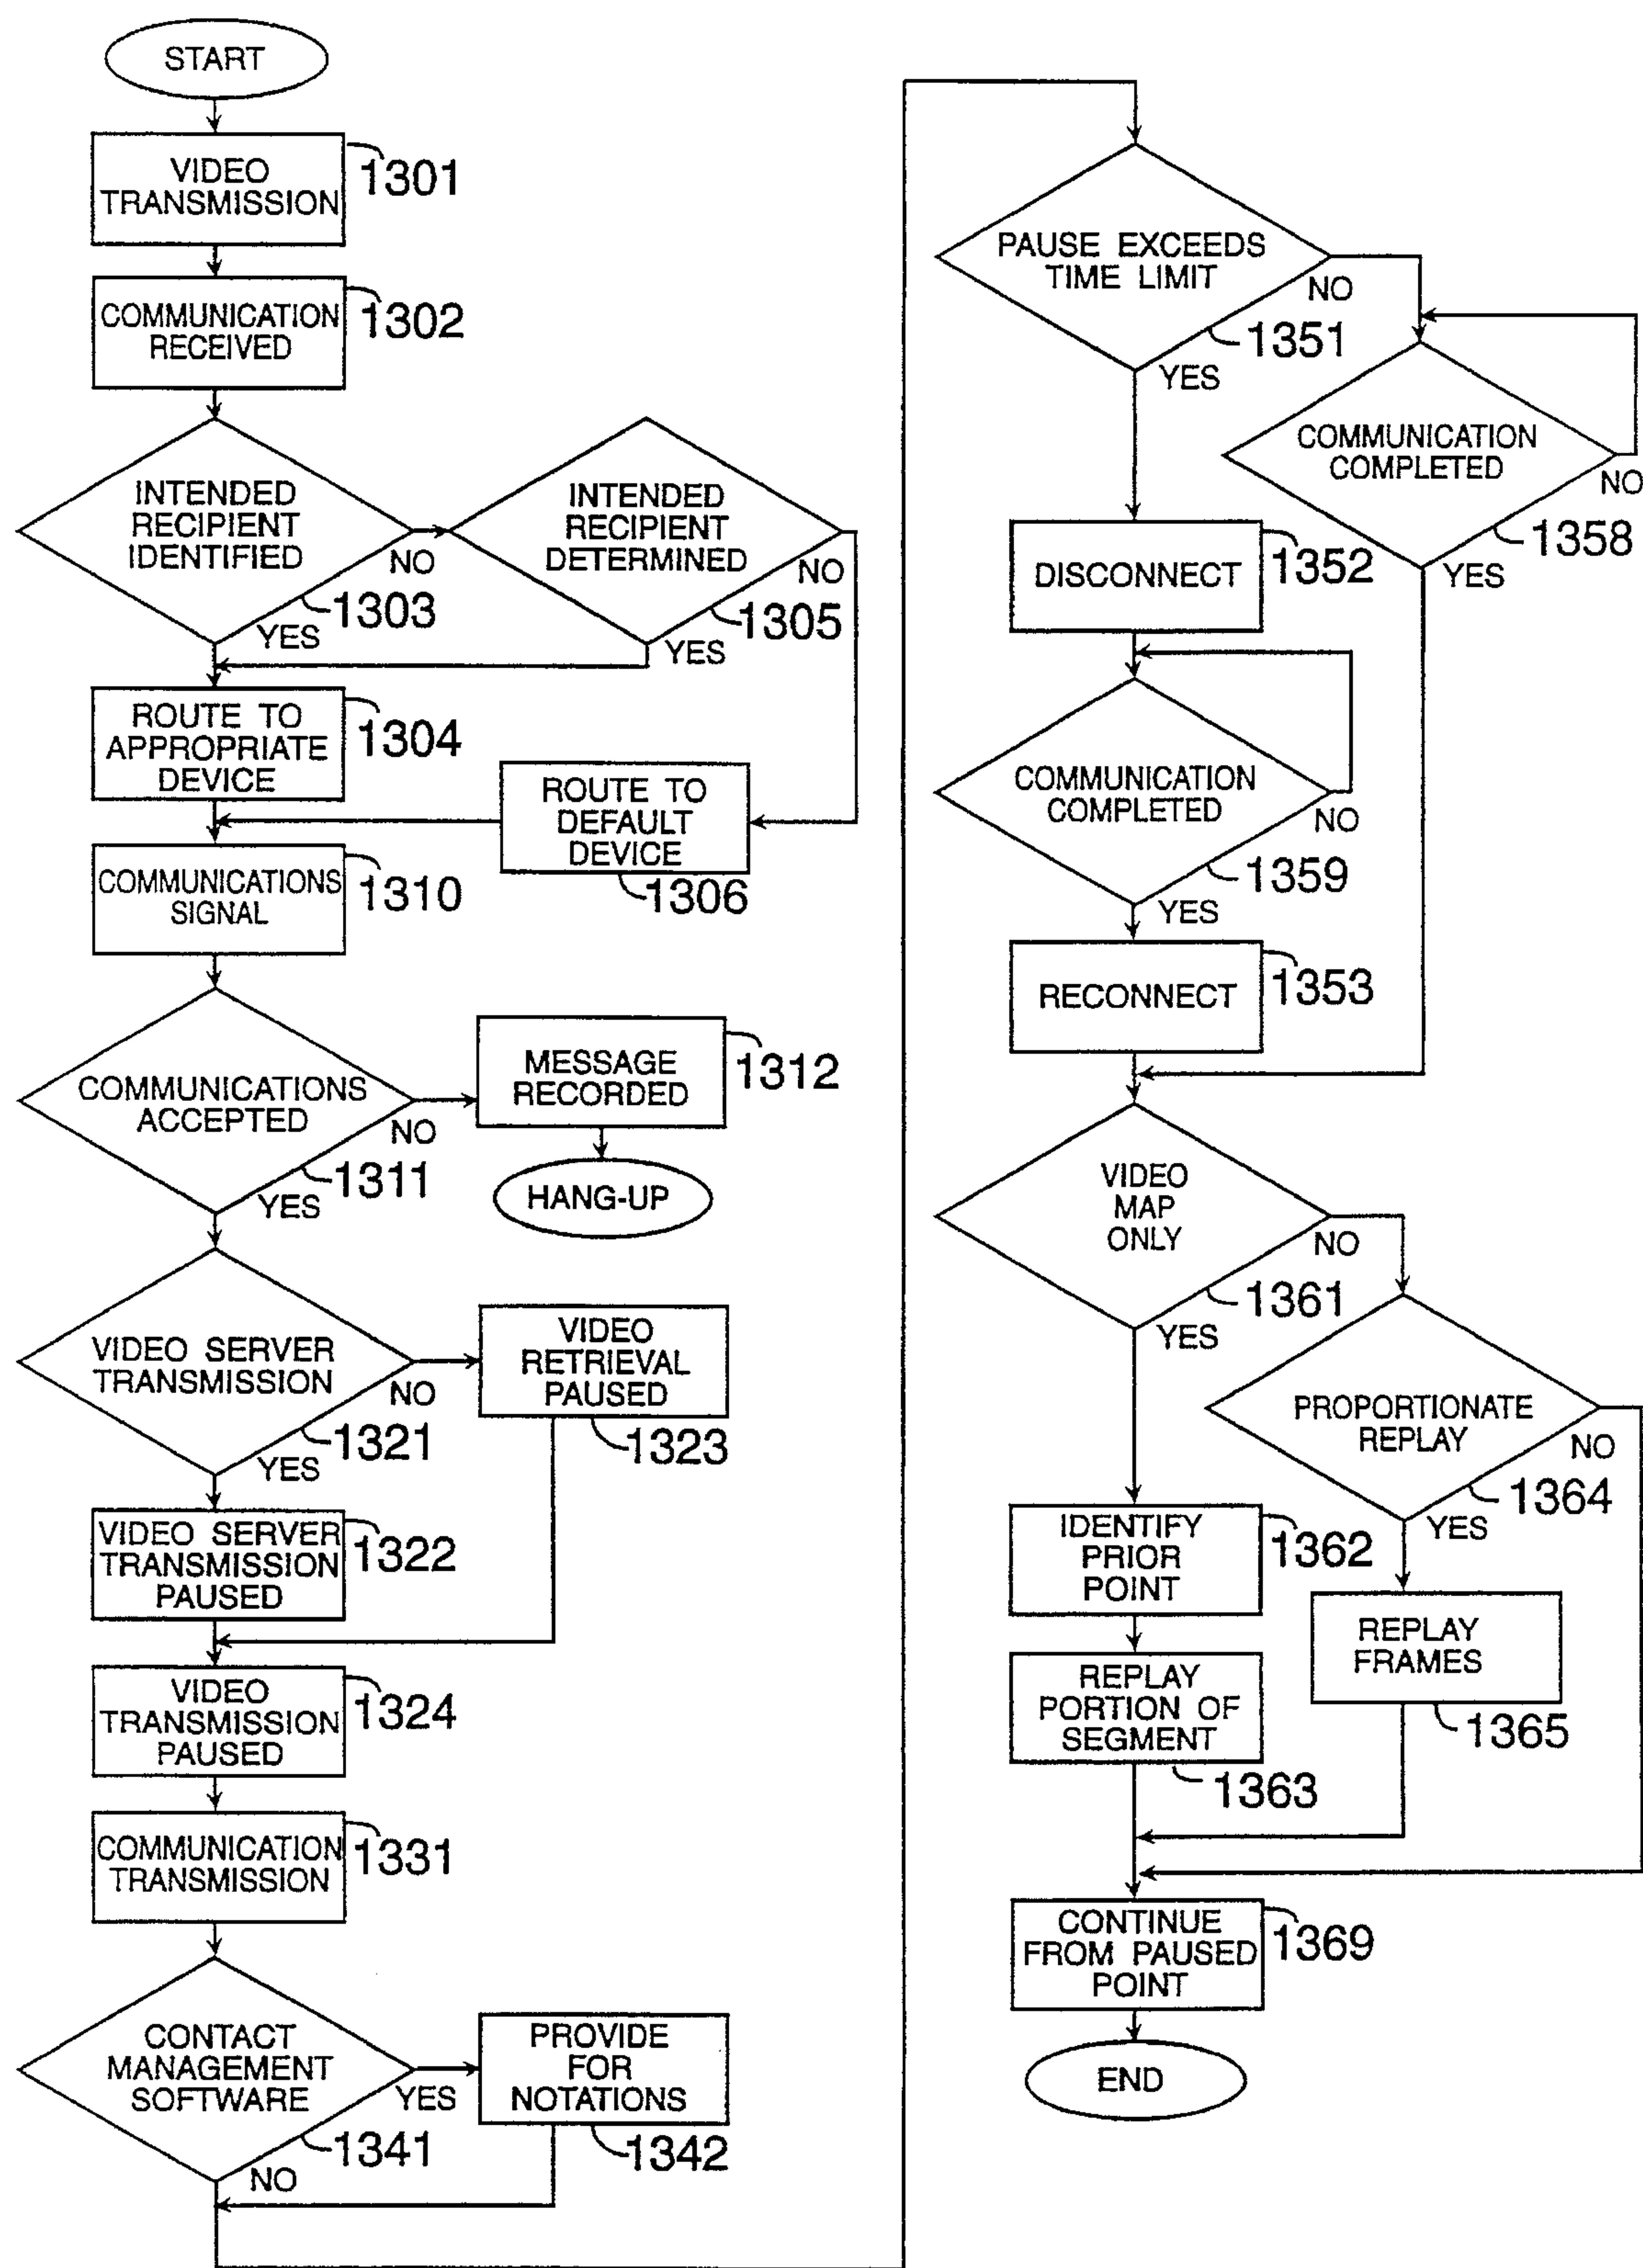 START
VIDEO
TRANSMISSION
1301
COMMUNICATION
RECEIVED
1302
INTENDED
RECIPIENT
IDENTIFIED
NO
1303
YES
INTENDED
RECIPIENT
DETERMINED
NO
1305
YES
ROUTE TO
APPROPRIATE
DEVICE
1304
ROUTE TO
DEFAULT
DEVICE
1306
COMMUNICATIONS
SIGNAL
1310
COMMUNICATIONS
ACCEPTED
NO
1311
YES
MESSAGE
RECORDED
1312
HANG-UP
VIDEO SERVER
TRANSMISSION
NO
1321
YES
VIDEO
RETRIEVAL
PAUSED
1323
VIDEO SERVER
TRANSMISSION
PAUSED
1322
VIDEO
TRANSMISSION
PAUSED
1324
COMMUNICATION
TRANSMISSION
1331
CONTACT
MANAGEMENT
SOFTWARE
YES
1341
NO
PROVIDE
FOR
NOTATIONS
1342
PAUSE EXCEEDS
TIME LIMIT
NO
1351
YES
COMMUNICATION
COMPLETED
NO
1358
YES
DISCONNECT
1352
COMMUNICATION
COMPLETED
NO
1359
YES
RECONNECT
1353
VIDEO
MAP
ONLY
NO
1361
YES
PROPORTIONATE
REPLAY
NO
1364
YES
IDENTIFY
PRIOR
POINT
1362
REPLAY
FRAMES
1365
REPLAY
PORTION OF
SEGMENT
1363
CONTINUE
FROM PAUSED
POINT
1369
END